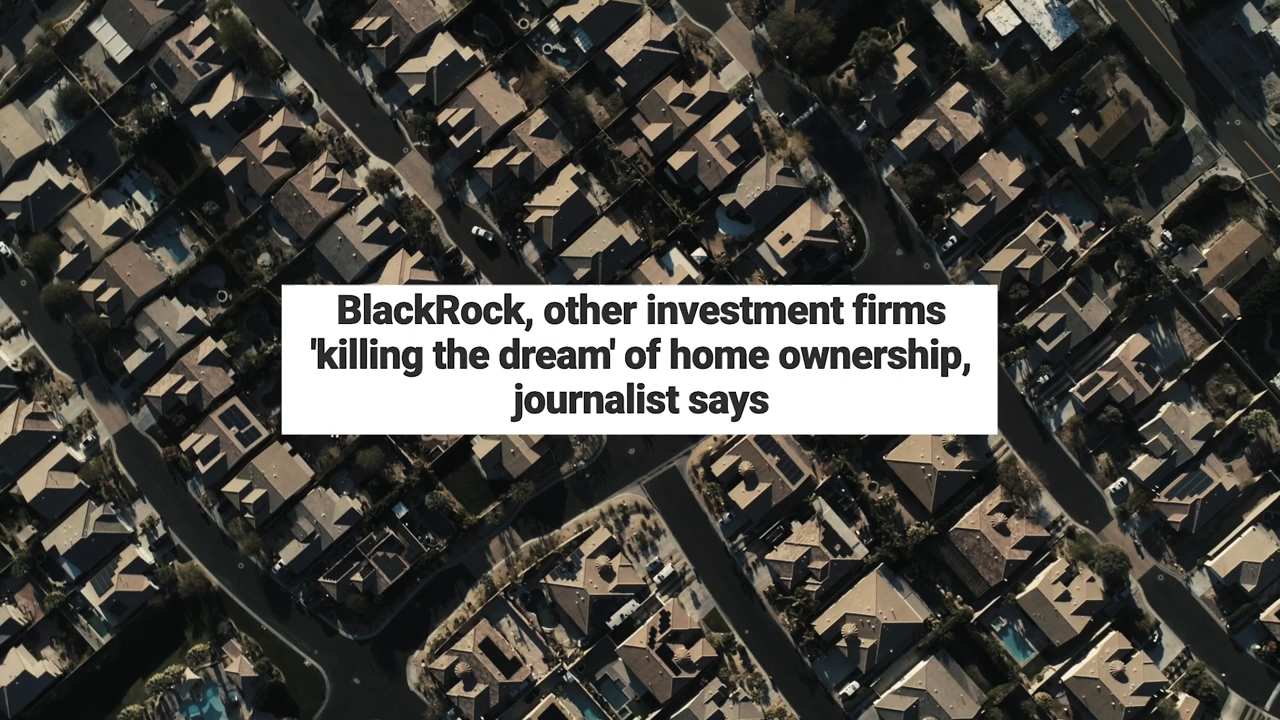 BlackRock, other investment firms
'killing the dream' of home ownership,
journalist says